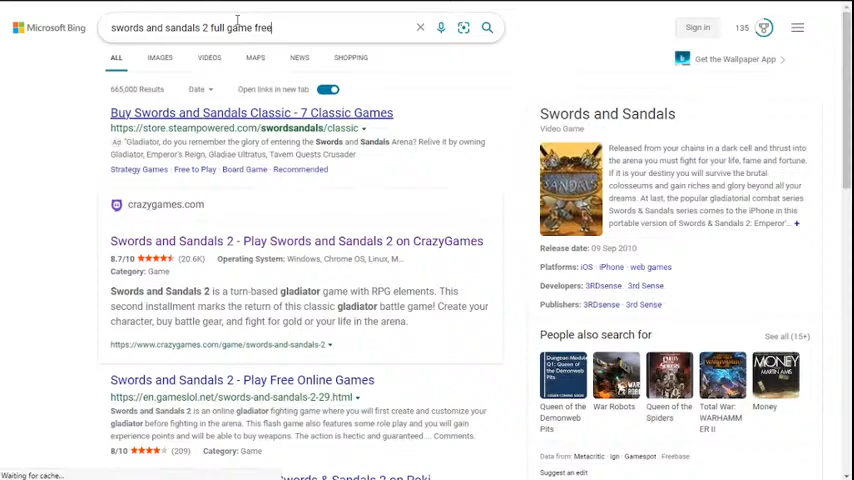 Microsoft Bing
swords and sandals 2 full game free
Sign in
135
ALL IMAGES VIDEOS MAPS NEWS SHOPPING
Get the Wallpaper App
665,000 Results Date Open links in new tab
Buy Swords and Sandals Classic - 7 Classic Games
https://store.steampowered.com/swordsandals/classic
Ad "Gladiator, do you remember the glory of entering the Swords and Sandals Arena? Relive it by owning
Gladiator, Emperor's Reign, Gladiae Ultratus, Tavern Quests Crusader
Strategy Games · Free to Play · Board Game · Recommended
crazygames.com
Swords and Sandals 2 - Play Swords and Sandals 2 on CrazyGames
8.7/10 (20.6K) Operating System: Windows, Chrome OS, Linux, M...
Category: Game
Swords and Sandals 2 is a turn-based gladiator game with RPG elements. This
second installment marks the return of this classic gladiator battle game! Create your
character, buy battle gear, and fight for gold or your life in the arena.
https://www.crazygames.com/game/swords-and-sandals-2
Swords and Sandals 2 - Play Free Online Games
https://en.gameslol.net/swords-and-sandals-2-29.html
Swords and Sandals 2 is an online gladiator fighting game where you will first create and customize your
gladiator before fighting in the arena. This flash game also features some role play and you will gain
experience points and will be able to buy weapons. The action is hectic and guaranteed ... Comments.
8/10 (209) Category: Game
& Sandals 2 on Poki
Waiting for cache...
Swords and Sandals
Video Game
SANDALS
Released from your chains in a dark cell and thrust into
the arena you must fight for your life, fame and fortune.
If it is your destiny you will survive the brutal
colosseums and gain riches and glory beyond all your
dreams. At last, the popular gladiatorial combat series
Swords & Sandals series comes to the iPhone in this
portable version of Swords & Sandals 2: Emperor'... +
Release date: 09 Sep 2010
Platforms: iOS · iPhone · web games
Developers: 3RDsense · 3rd Sense
Publishers: 3RDsense · 3rd Sense
People also search for
See all (15+)
Dungeon Module
Q1: Queen of
the Demonweb
Pits
MONEY
MARTIN AMIS
Queen of the Demonweb Pits
War Robots
Queen of the Spiders
Total War: WARHAMMER II
Money
Data from: Metacritic · Ign · Gamespot · Freebase
Suggest an edit